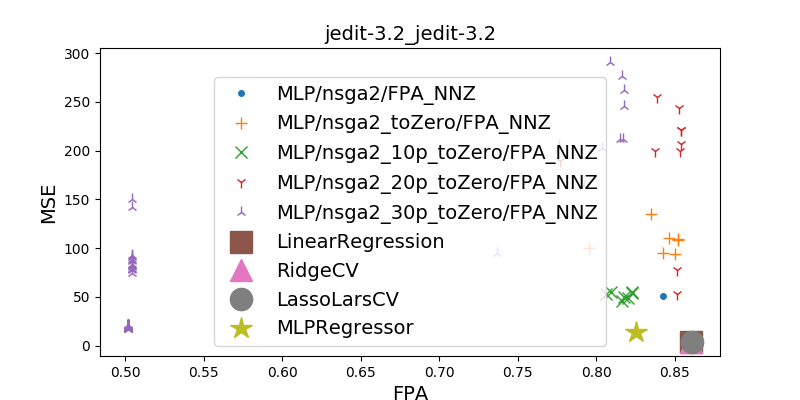 jedit-3.2_jedit-3.2
300
250
200
150
100
50
0
MSE
MLP/nsga2/FPA_NNZ
MLP/nsga2_toZero/FPA_NNZ
MLP/nsga2_10p_toZero/FPA_NNZ
MLP/nsga2_20p_toZero/FPA_NNZ
MLP/nsga2_30p_toZero/FPA_NNZ
LinearRegression
RidgeCV
LassoLarsCV
MLPRegressor
0.50 0.55 0.60 0.65 0.70 0.75 0.80 0.85
FPA